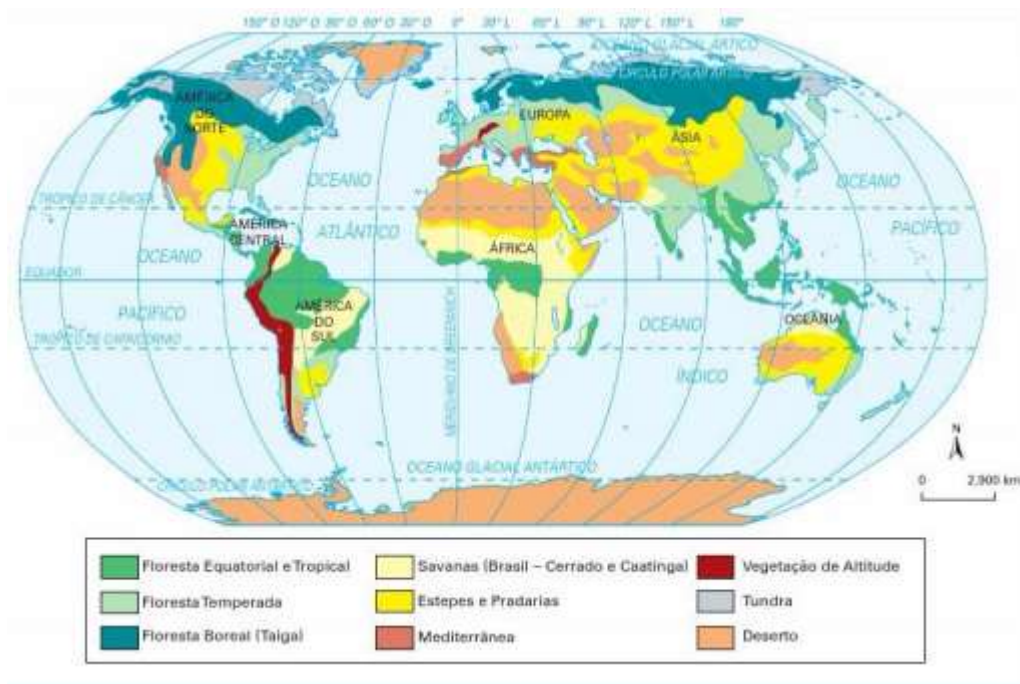 150° O 120° O 90° O 60° O 30° O 0° 30° L 60° L 90° L 120° L 150° L 180°
OCEANO GLACIAL ÁRTICO
CÍRCULO POLAR ÁRTICO
AMÉRICA
DO
NORTE
EUROPA
ÁSIA
OCEANO
OCEANO
TRÓPICO DE CÂNCER
AMÉRICA
CENTRAL
ATLÂNTICO
PACÍFICO
OCEANO
ÁFRICA
EQUADOR
PACÍFICO
AMÉRICA
DO
SUL
MERIDIANO DE GREENWICH
OCEANO
OCEÂNIA
TRÓPICO DE CAPRICÓRNIO
ÍNDICO
N
OCEANO GLACIAL ANTÁRTICO
CÍRCULO POLAR ANTÁRTICO
0 2.900 km
Floresta Equatorial e Tropical
Savanas (Brasil – Cerrado e Caatinga)
Vegetação de Altitude
Floresta Temperada
Estepes e Pradarias
Tundra
Floresta Boreal (Taiga)
Mediterrânea
Deserto